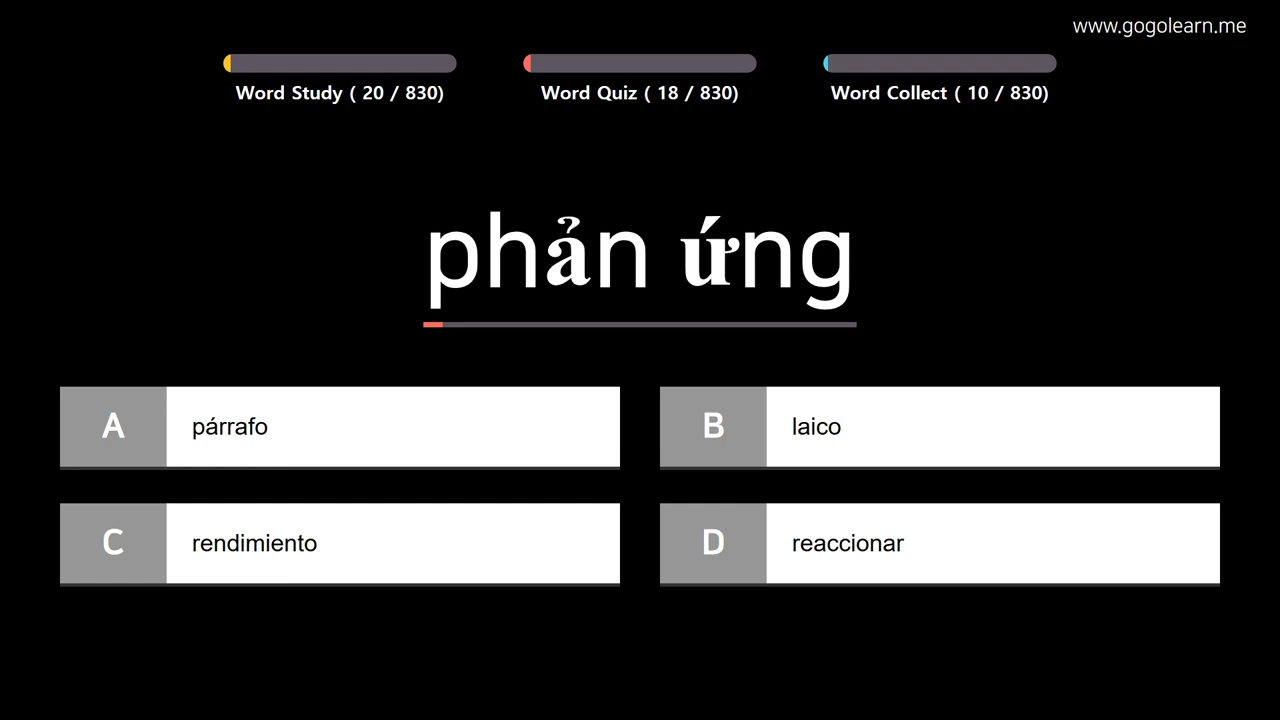 www.gogolearn.me
Word Study ( 20 / 830)
Word Quiz ( 18 / 830)
Word Collect ( 10 / 830)
phản ứng
A
párrafo
B
laico
C
rendimiento
D
reaccionar